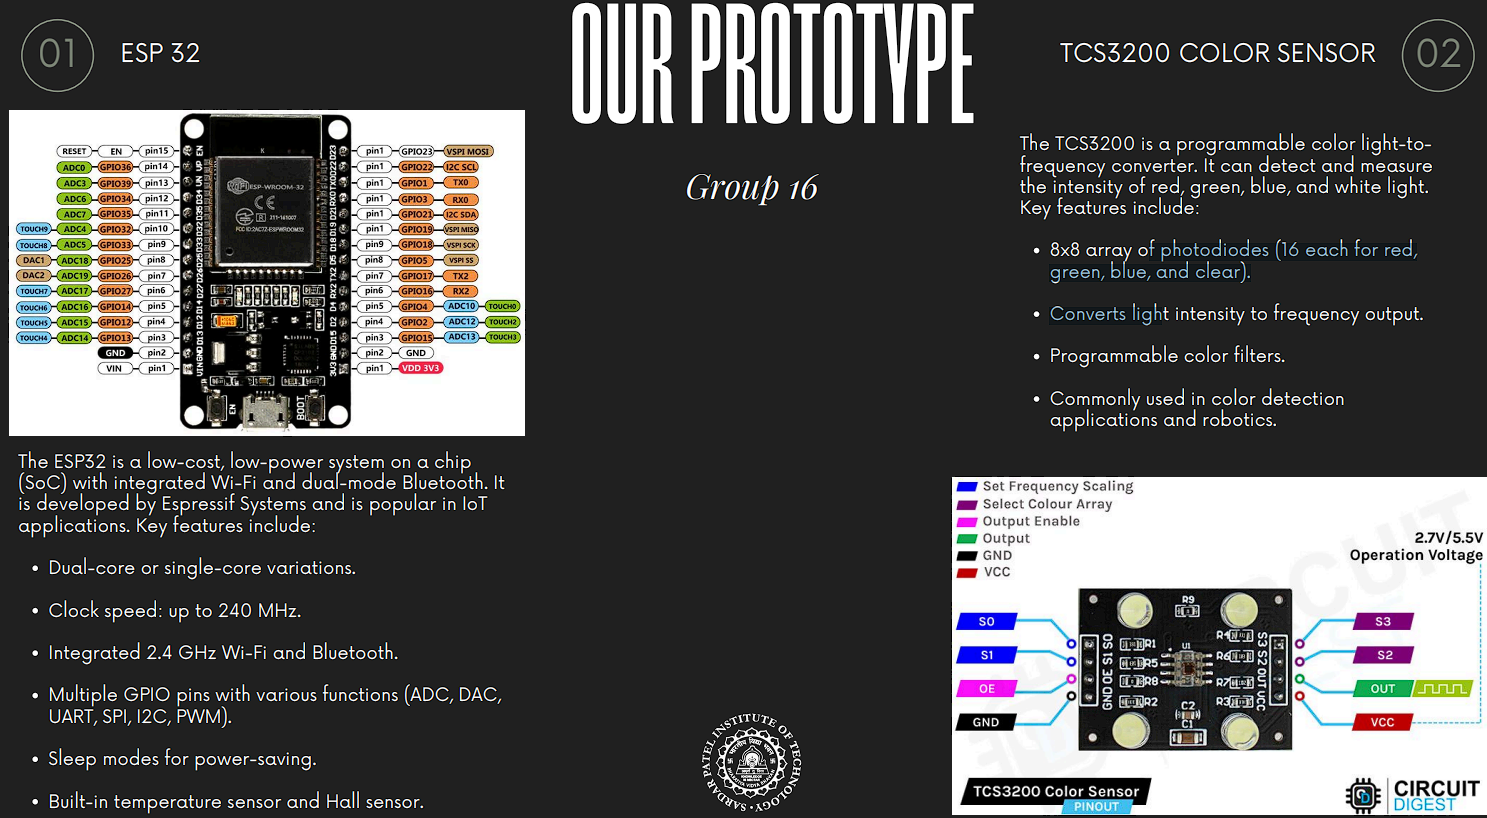 OUR PROTOTYPE
Group 16
01
ESP 32
RESET EN pin15
ADC0 GPIO36 pin14
ADC3 GPIO39 pin13
ADC6 GPIO34 pin12
ADC7 GPIO35 pin11
TOUCH9 ADC4 GPIO32 pin10
TOUCH8 ADC5 GPIO33 pin9
DAC1 ADC18 GPIO25 pin8
DAC2 ADC19 GPIO26 pin7
TOUCH7 ADC17 GPIO27 pin6
TOUCH6 ADC16 GPIO14 pin5
TOUCH5 ADC15 GPIO12 pin4
TOUCH4 ADC14 GPIO13 pin3
GND pin2
VIN pin1
ESP-WROOM-32
EN
BOOT
pin1 GPIO23 VSPI MOSI
pin1 GPIO22 I2C SCL
pin1 GPIO1 TX0
pin1 GPIO3 RX0
pin1 GPIO21 I2C SDA
pin1 GPIO19 VSPI MISO
pin9 GPIO18 VSPI SCK
pin8 GPIO5 VSPI SS
pin7 GPIO17 TX2
pin6 GPIO16 RX2
pin5 GPIO4 ADC10 TOUCH0
pin4 GPIO2 ADC12 TOUCH2
pin3 GPIO15 ADC13 TOUCH3
pin2 GND
pin1 VDD 3V3
The ESP32 is a low-cost, low-power system on a chip
(SoC) with integrated Wi-Fi and dual-mode Bluetooth. It
is developed by Espressif Systems and is popular in IoT
applications. Key features include:
• Dual-core or single-core variations.
• Clock speed: up to 240 MHz.
• Integrated 2.4 GHz Wi-Fi and Bluetooth.
• Multiple GPIO pins with various functions (ADC, DAC,
UART, SPI, I2C, PWM).
• Sleep modes for power-saving.
• Built-in temperature sensor and Hall sensor.
SARDAR PATEL INSTITUTE OF TECHNOLOGY
TCS3200 COLOR SENSOR
02
The TCS3200 is a programmable color light-to-
frequency converter. It can detect and measure
the intensity of red, green, blue, and white light.
Key features include:
• 8x8 array of photodiodes (16 each for red,
green, blue, and clear).
• Converts light intensity to frequency output.
• Programmable color filters.
• Commonly used in color detection
applications and robotics.
Set Frequency Scaling
Select Colour Array
Output Enable
Output
GND
VCC
2.7V/5.5V
Operation Voltage
S0
S1
OE
GND
GND OE S1 S0
R1
R5
R8
R2
R9
U1
C2
C1
R4
R6
R7
R3
S3 S2 OUT VCC
S3
S2
OUT
VCC
TCS3200 Color Sensor
PINOUT
CIRCUIT
DIGEST